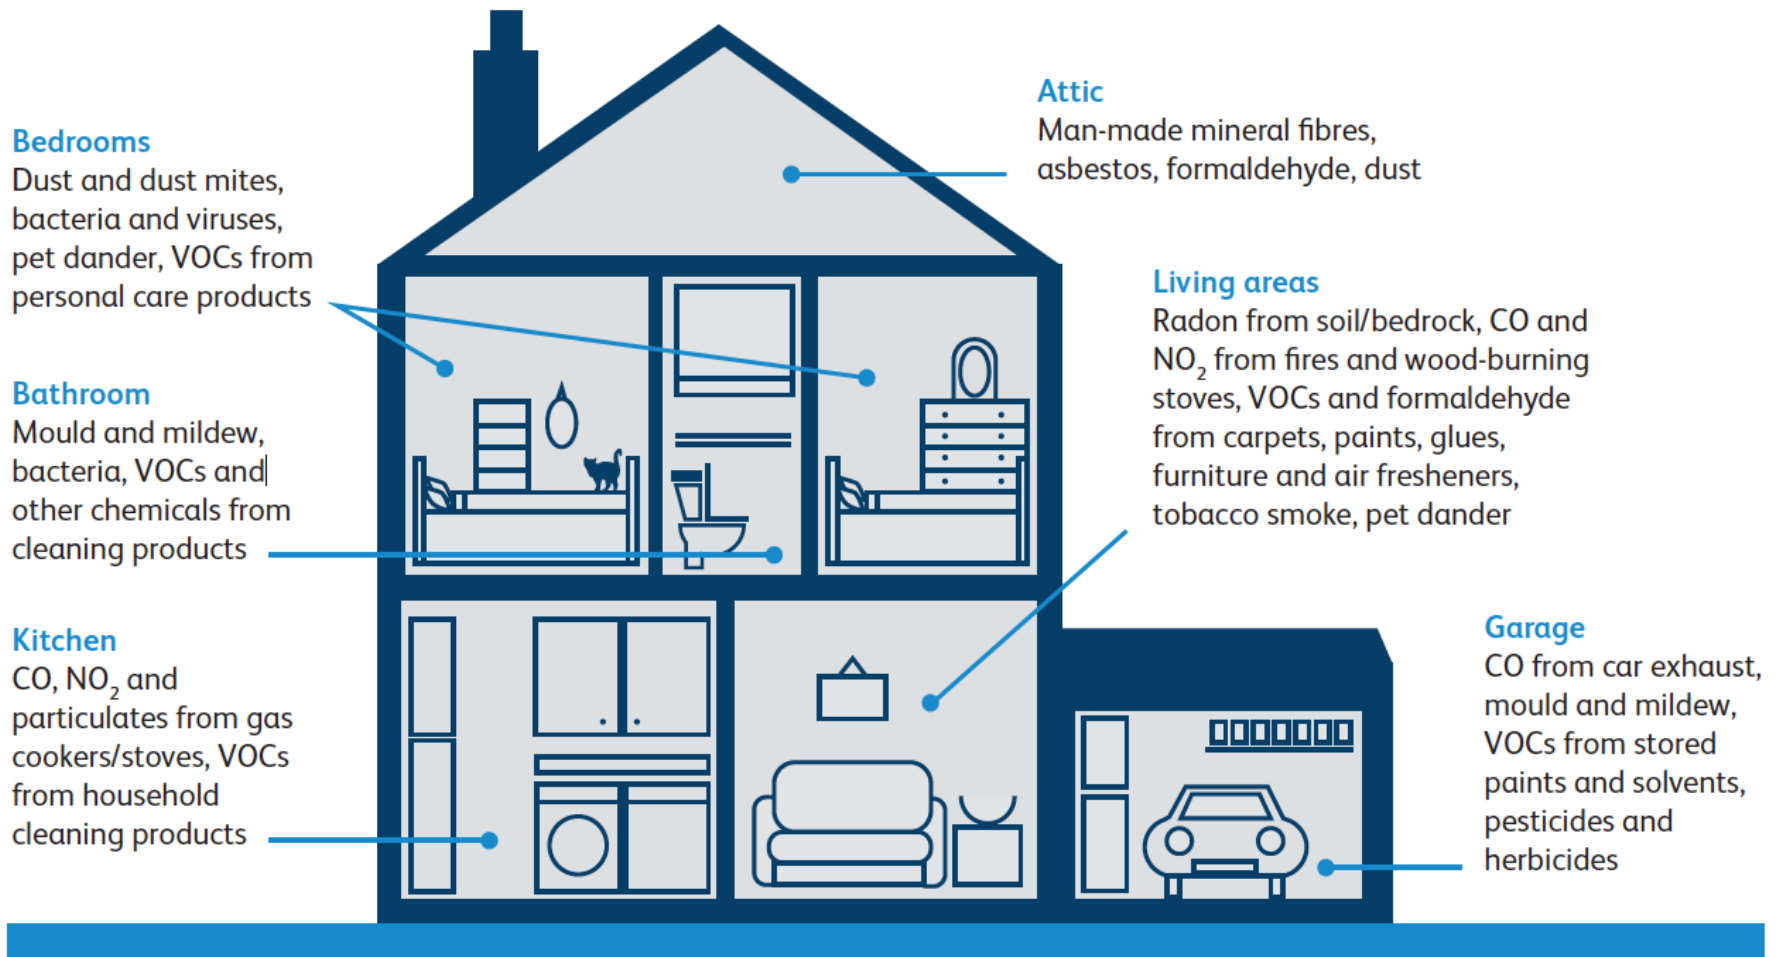 Bedrooms
Dust and dust mites,
bacteria and viruses,
pet dander, VOCs from
personal care products
Bathroom
Mould and mildew,
bacteria, VOCs and
other chemicals from
cleaning products
Kitchen
CO, NO₂ and
particulates from gas
cookers/stoves, VOCs
from household
cleaning products
Attic
Man-made mineral fibres,
asbestos, formaldehyde, dust
Living areas
Radon from soil/bedrock, CO and
NO₂ from fires and wood-burning
stoves, VOCs and formaldehyde
from carpets, paints, glues,
furniture and air fresheners,
tobacco smoke, pet dander
Garage
CO from car exhaust,
mould and mildew,
VOCs from stored
paints and solvents,
pesticides and
herbicides